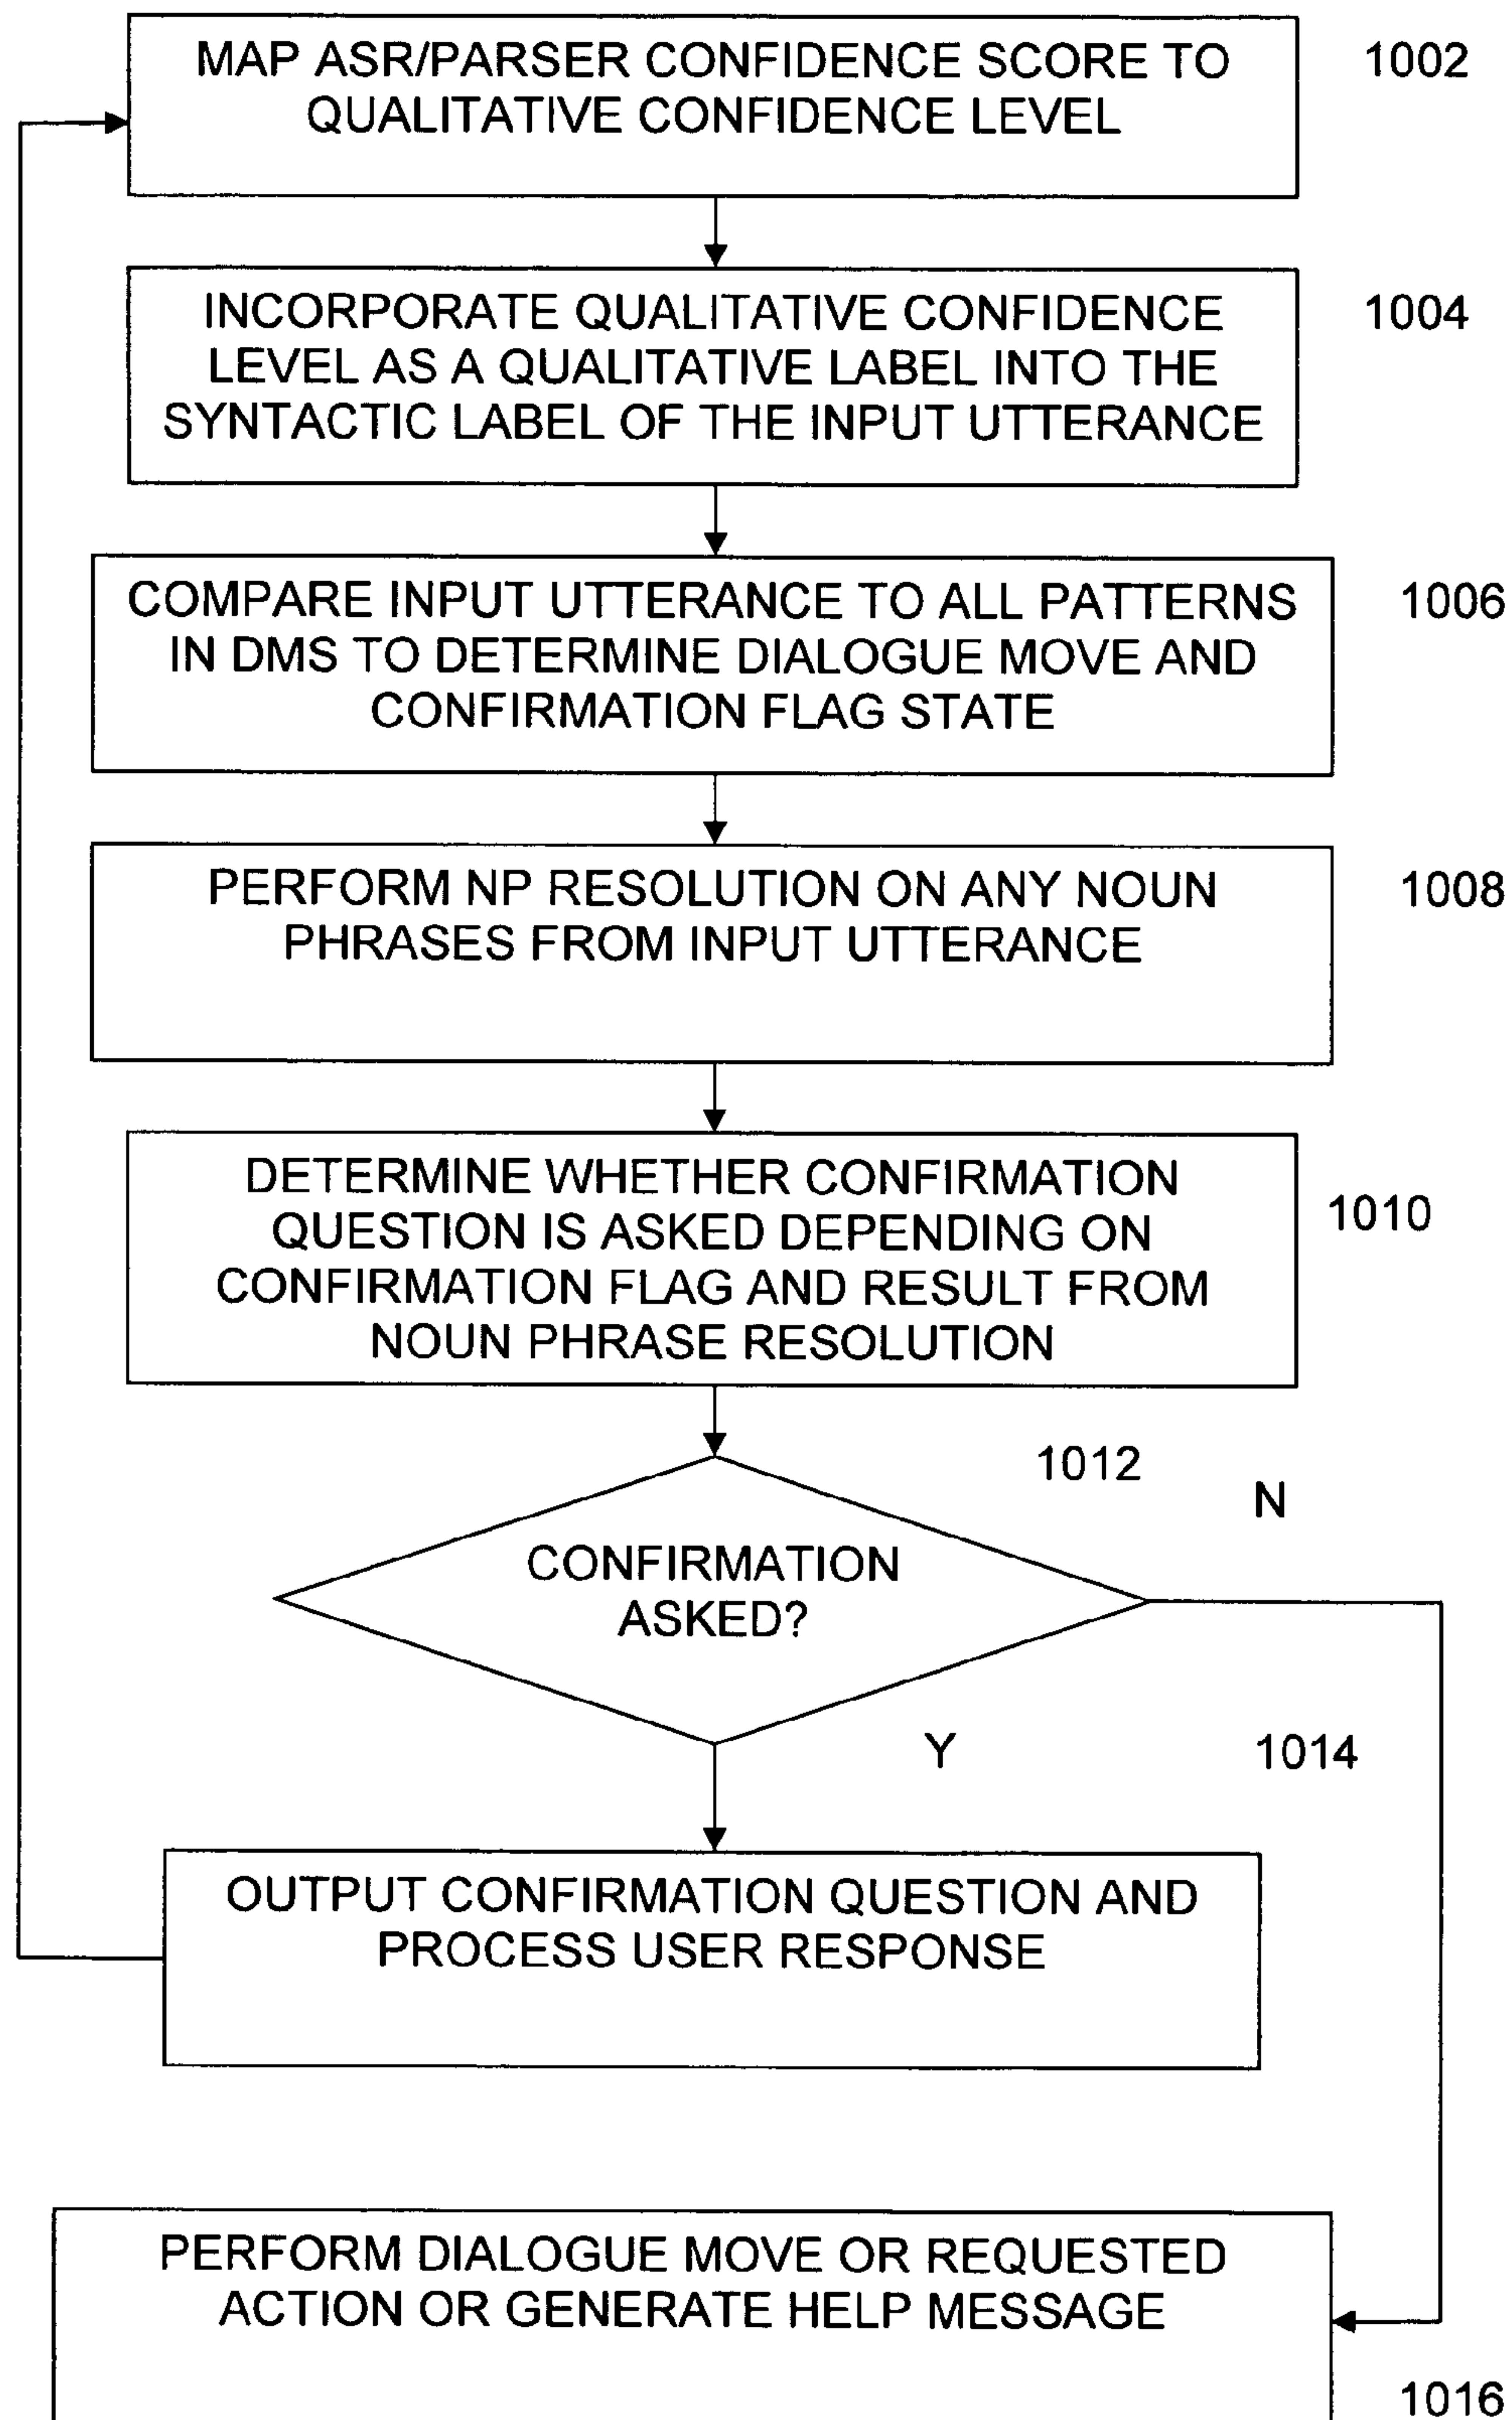 MAP ASR/PARSER CONFIDENCE SCORE TO
QUALITATIVE CONFIDENCE LEVEL
1002
INCORPORATE QUALITATIVE CONFIDENCE
LEVEL AS A QUALITATIVE LABEL INTO THE
SYNTACTIC LABEL OF THE INPUT UTTERANCE
1004
COMPARE INPUT UTTERANCE TO ALL PATTERNS
IN DMS TO DETERMINE DIALOGUE MOVE AND
CONFIRMATION FLAG STATE
1006
PERFORM NP RESOLUTION ON ANY NOUN
PHRASES FROM INPUT UTTERANCE
1008
DETERMINE WHETHER CONFIRMATION
QUESTION IS ASKED DEPENDING ON
CONFIRMATION FLAG AND RESULT FROM
NOUN PHRASE RESOLUTION
1010
1012
N
CONFIRMATION
ASKED?
Y
1014
OUTPUT CONFIRMATION QUESTION AND
PROCESS USER RESPONSE
PERFORM DIALOGUE MOVE OR REQUESTED
ACTION OR GENERATE HELP MESSAGE
1016